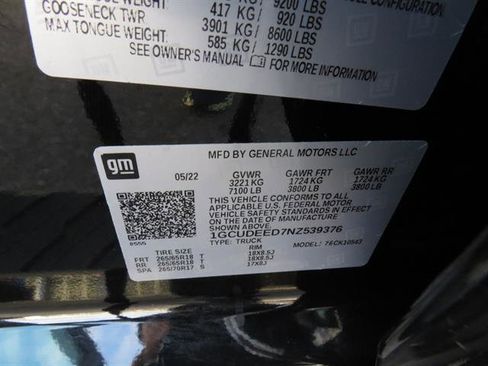 9200 LBS
CONFIGURATION
GOOSENECK TWR 417 KG / 920 LBS
3901 KG / 8600 LBS
MAX TONGUE WEIGHT 585 KG / 1290 LBS
SEE OWNER'S MANUAL FOR MORE INFORMATION
gm
MFD BY GENERAL MOTORS LLC
05/22
GVWR GAWR FRT GAWR RR
3221 KG 1724 KG 1724 KG
7100 LB 3800 LB 3800 LB
THIS VEHICLE CONFORMS TO ALL
APPLICABLE U.S. FEDERAL MOTOR
VEHICLE SAFETY STANDARDS IN
EFFECT ON THE DATE OF MANUFACTURE
SHOWN ABOVE.
1GCUDEED7NZ539376
TYPE: TRUCK MODEL:
TIRE SIZE RIM
FRT 265/65R18 T 18X8.5J
RR 265/65R18 T 18X8.5J
SPA 265/70R17 S 17X8J